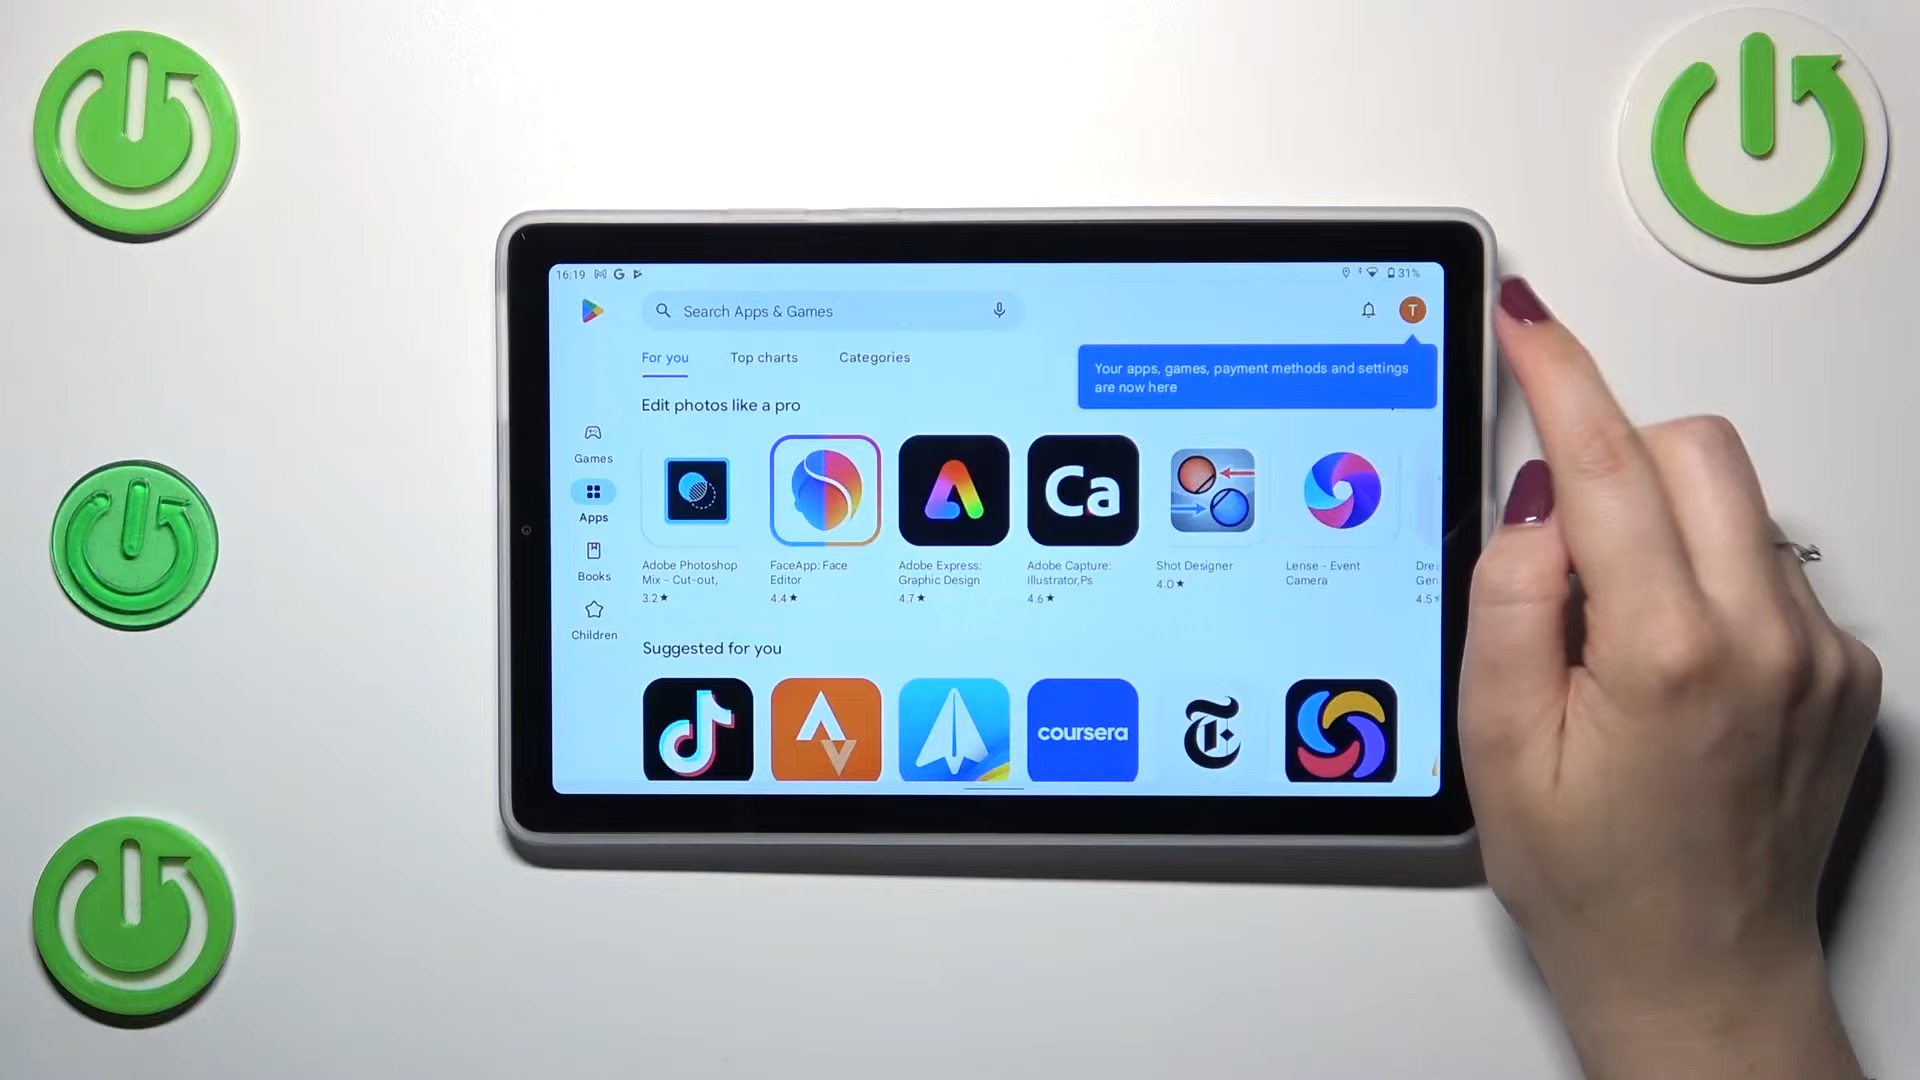 16:19
31%
Search Apps & Games
T
For you Top charts Categories
Your apps, games, payment methods and settings
are now here
Edit photos like a pro
Games
Apps
Books
Children
Ca
Adobe Photoshop
Mix - Cut-out,
3.2★
FaceApp: Face
Editor
4.4★
Adobe Express:
Graphic Design
4.7★
Adobe Capture:
Illustrator,Ps
4.6★
Shot Designer
4.0★
Lense - Event
Camera
Gen
4.5
Suggested for you
coursera
T